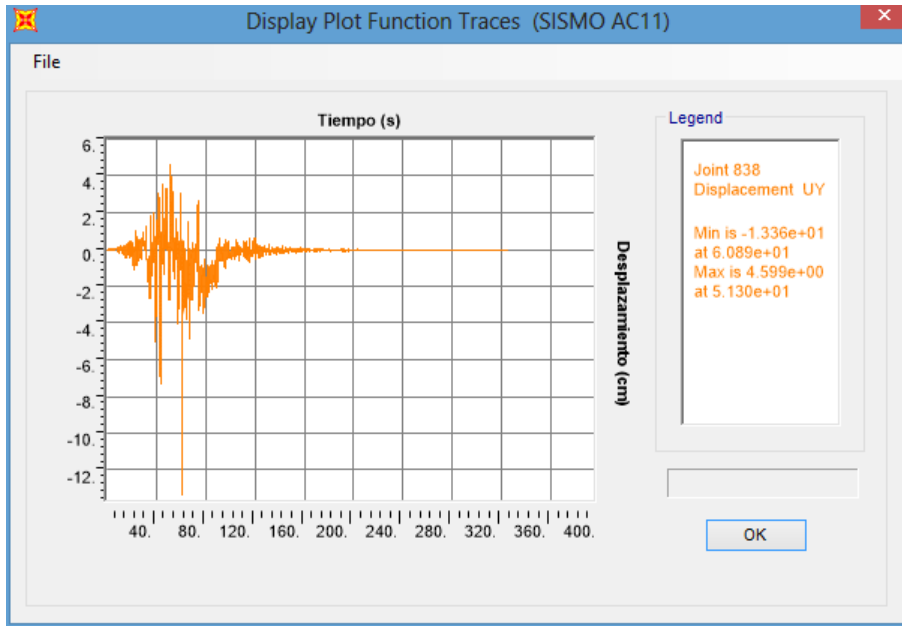 Display Plot Function Traces (SISMO AC11)
File
Tiempo (s)
6.
4.
2.
0.
-2.
-4.
-6.
-8.
-10.
-12.
40. 80. 120. 160. 200. 240. 280. 320. 360. 400.
Desplazamiento (cm)
Legend
Joint 838
Displacement UY
Min is -1.336e+01
at 6.089e+01
Max is 4.599e+00
at 5.130e+01
OK